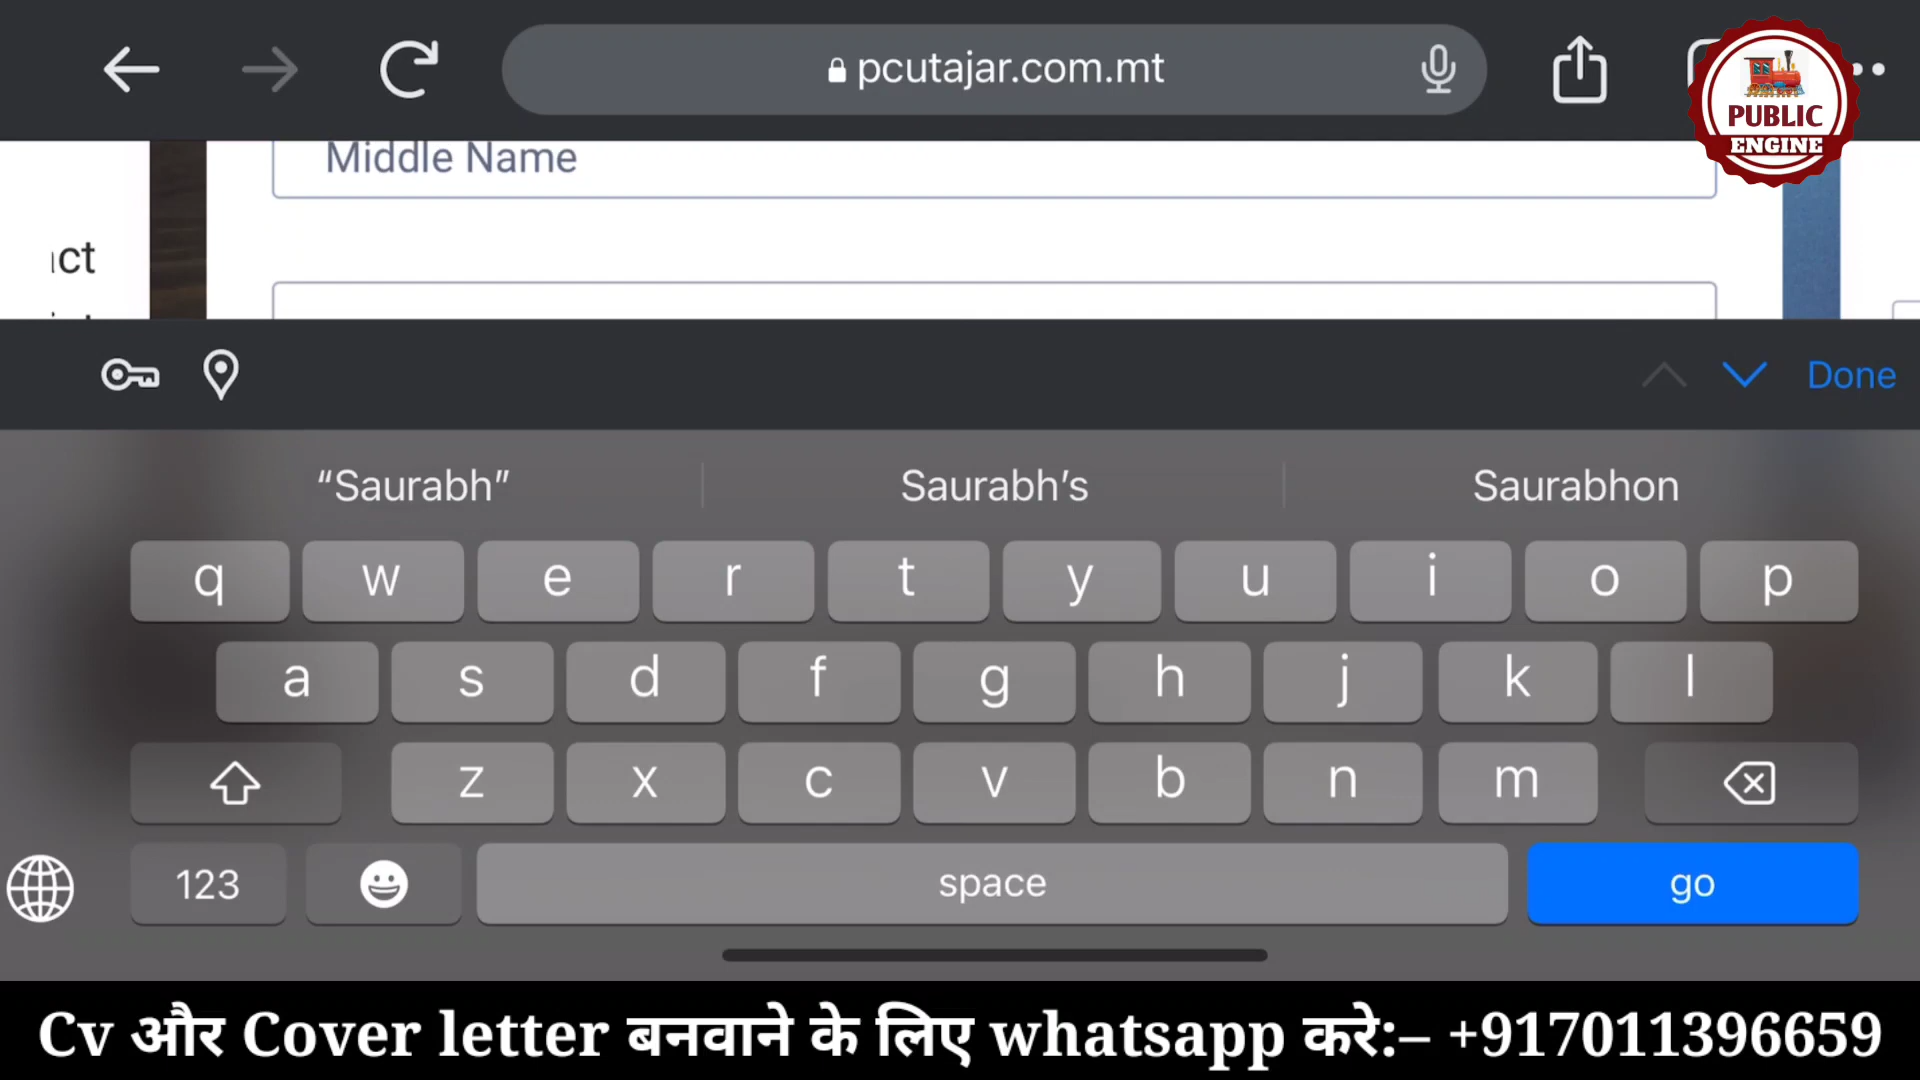 pcutajar.com.mt
PUBLIC
ENGINE
Middle Name
ct
Done
“Saurabh”
Saurabh’s
Saurabhon
q w e r t y u i o p
a s d f g h j k l
z x c v b n m
123
space
go
Cv और Cover letter बनवाने के लिए whatsapp करे:– +917011396659